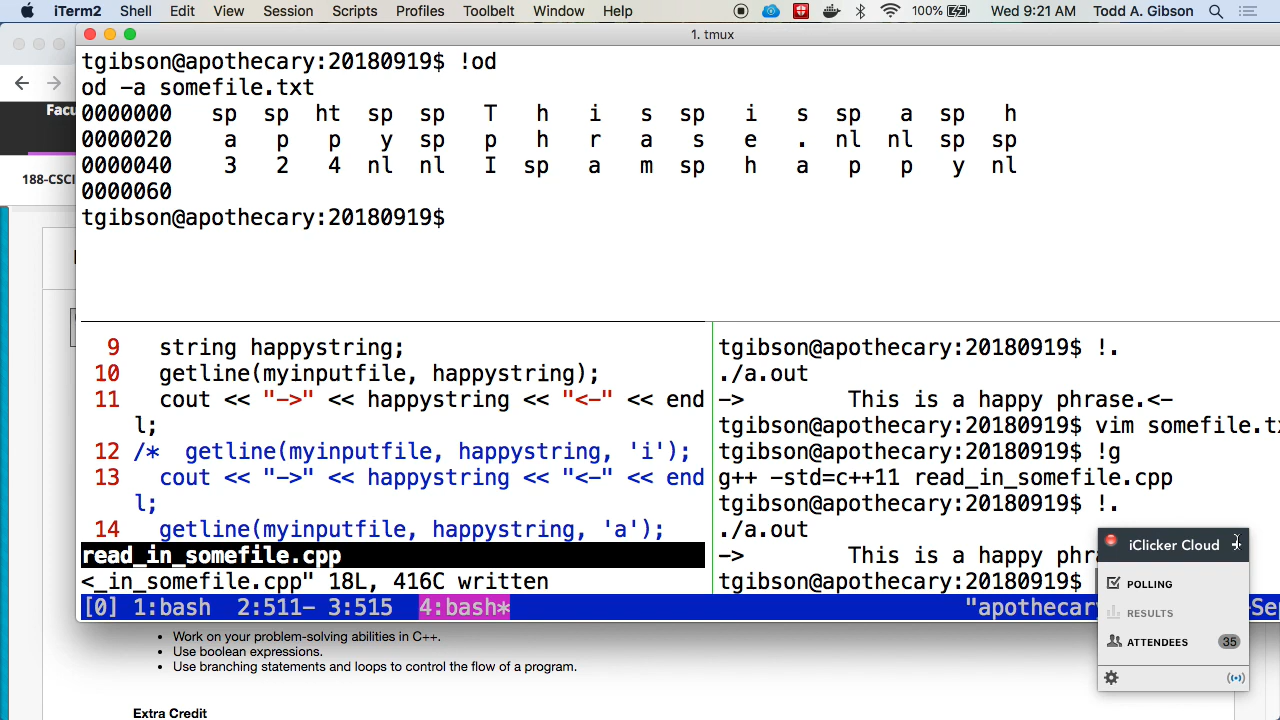 iTerm2 Shell Edit View Session Scripts Profiles Toolbelt Window Help 100% Wed 9:21 AM Todd A. Gibson
1. tmux
Facu
188-CSCI
tgibson@apothecary:20180919$ !od
od -a somefile.txt
0000000 sp sp ht sp sp T h i s sp i s sp a sp h
0000020 a p p y sp p h r a s e . nl nl sp sp
0000040 3 2 4 nl nl I sp a m sp h a p p y nl
0000060
tgibson@apothecary:20180919$
9 string happystring;
10 getline(myinputfile, happystring);
11 cout << "->" << happystring << "<-" << end
l;
12 /* getline(myinputfile, happystring, 'i');
13 cout << "->" << happystring << "<-" << end
l;
14 getline(myinputfile, happystring, 'a');
read_in_somefile.cpp
<_in_somefile.cpp" 18L, 416C written
tgibson@apothecary:20180919$ !.
./a.out
-> This is a happy phrase.<-
tgibson@apothecary:20180919$ vim somefile.tx
tgibson@apothecary:20180919$ !g
g++ -std=c++11 read_in_somefile.cpp
tgibson@apothecary:20180919$ !.
./a.out
-> This is a happy phra
tgibson@apothecary:20180919$
[0] 1:bash 2:511- 3:515 4:bash* "apothecary -Ser
iClicker Cloud
POLLING
RESULTS
ATTENDEES 35
• Work on your problem-solving abilities in C++.
• Use boolean expressions.
• Use branching statements and loops to control the flow of a program.
Extra Credit